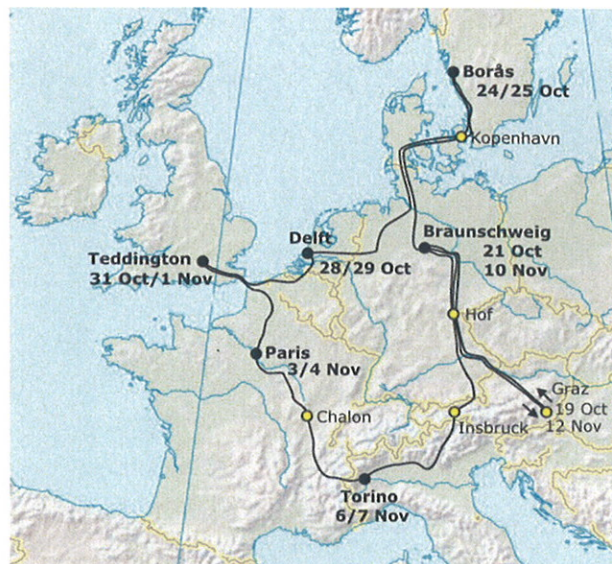 Borås
24/25 Oct
Kopenhavn
Delft
28/29 Oct
Braunschweig
21 Oct
10 Nov
Teddington
31 Oct/1 Nov
Hof
Paris
3/4 Nov
Graz
19 Oct
12 Nov
Chalon
Insbruck
Torino
6/7 Nov